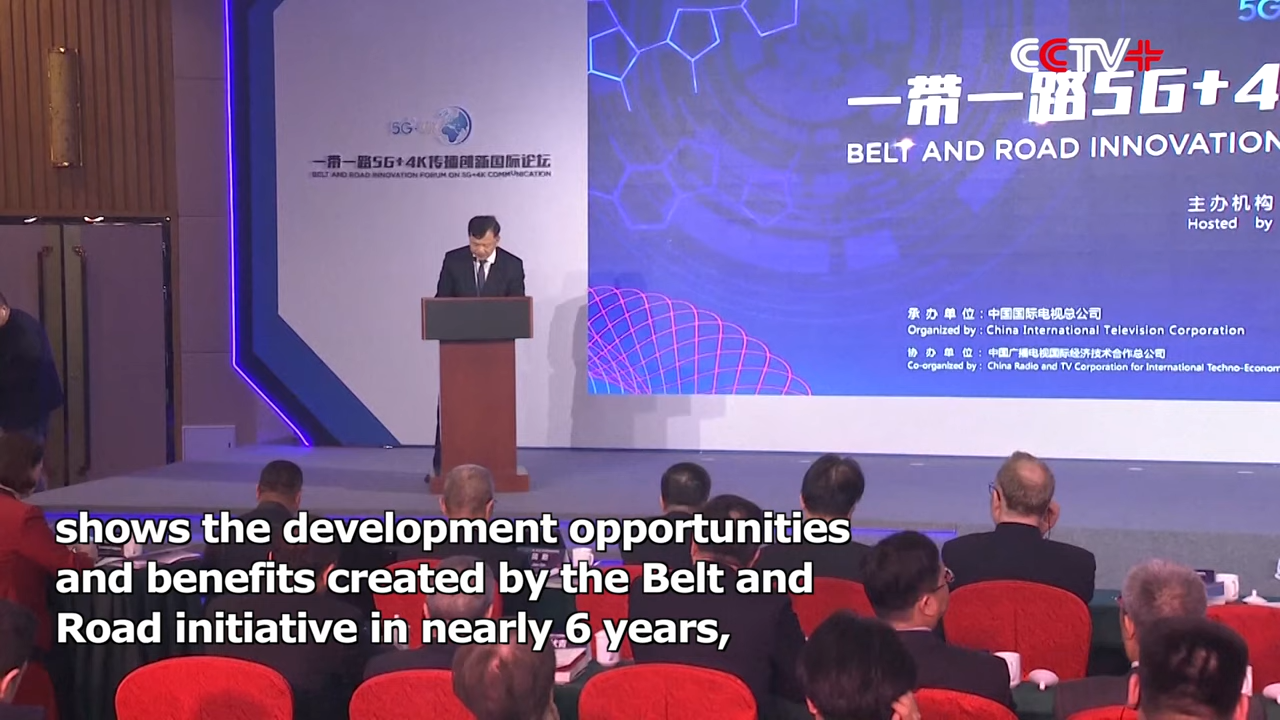 5G
CCTV+
一带一路5G+4
BELT AND ROAD INNOVATION
5G
一带一路5G+4K传播创新国际论坛
BELT AND ROAD INNOVATION FORUM ON 5G+4K COMMUNICATION
主办机构
Hosted by
承办单位：中国国际电视总公司
Organized by : China International Television Corporation
协办单位：中国广播电视国际经济技术合作总公司
Co-organized by : China Radio and TV Corporation for International Techno-Econom
shows the development opportunities
and benefits created by the Belt and
Road initiative in nearly 6 years,